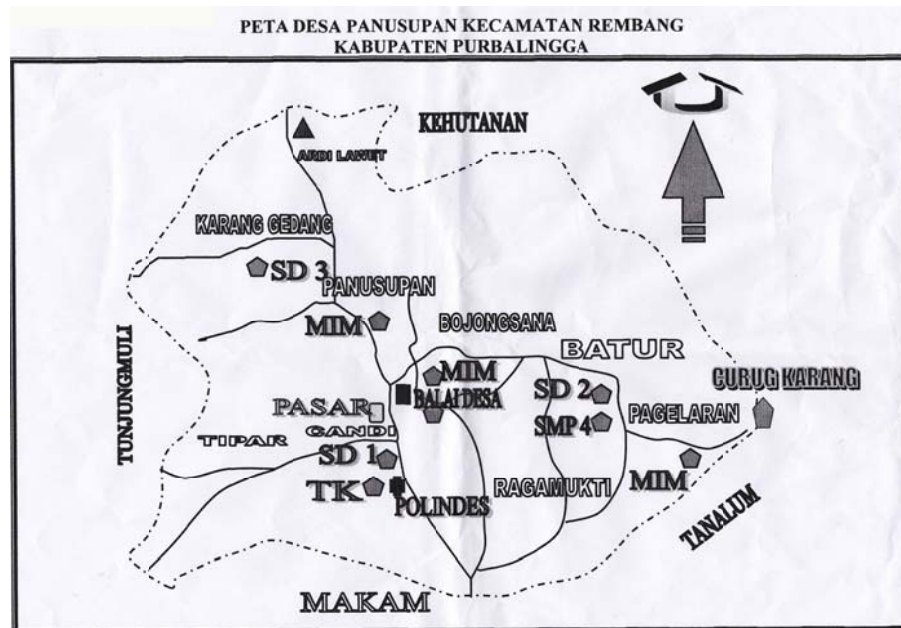 PETA DESA PANUSUPAN KECAMATAN REMBANG
KABUPATEN PURBALINGGA
KEHUTANAN
ARDI LAWET
KARANG GEDANG
SD 3
PANUSUPAN
MIM
BOJONGSANA
BATUR
TUNJUNGMULI
MIM
SD 2
CURUG KARANG
PASAR
BALAI DESA
PAGELARAN
CANDI
SMP 4
TIPAR
SD 1
MIM
TK
POLINDES
RAGAMUKTI
TANALUM
MAKAM